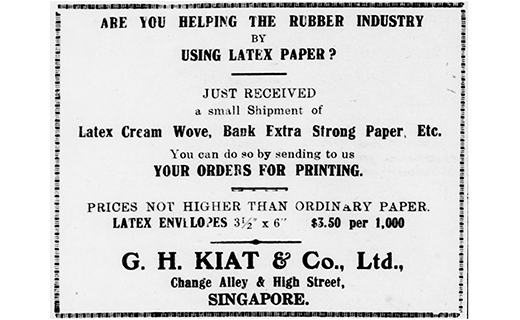 ARE YOU HELPING THE RUBBER INDUSTRY
BY
USING LATEX PAPER?
JUST RECEIVED
a small Shipment of
Latex Cream Wove, Bank Extra Strong Paper, Etc.
You can do so by sending to us
YOUR ORDERS FOR PRINTING.
PRICES NOT HIGHER THAN ORDINARY PAPER.
LATEX ENVELOPES 3½" x 6" $3.50 per 1,000
G. H. KIAT & Co., Ltd.,
Change Alley & High Street,
SINGAPORE.